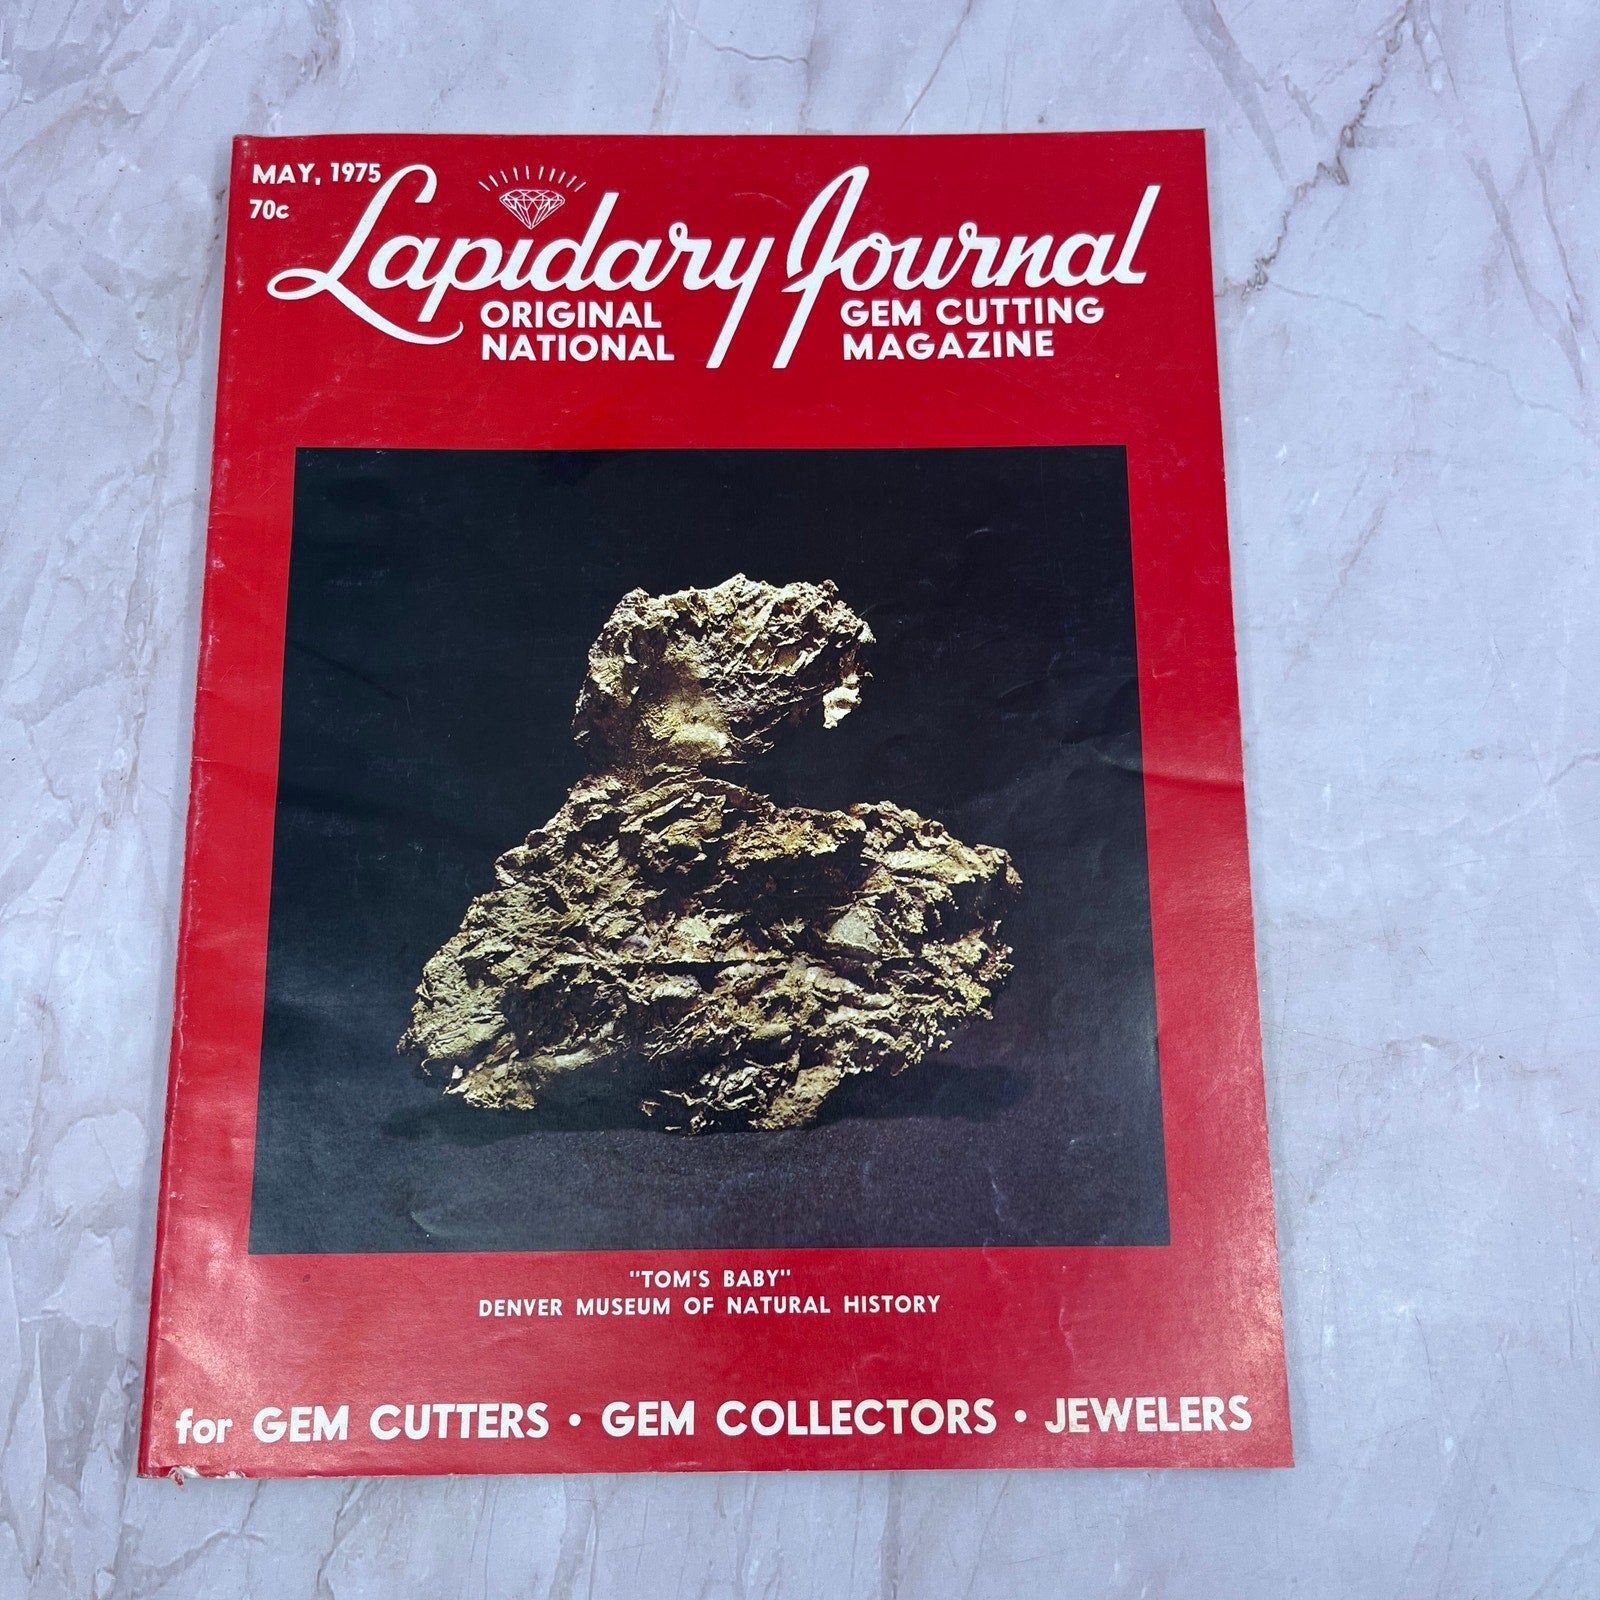 MAY, 1975
70c
Lapidary Journal
ORIGINAL NATIONAL
GEM CUTTING MAGAZINE
"TOM'S BABY"
DENVER MUSEUM OF NATURAL HISTORY
for GEM CUTTERS • GEM COLLECTORS • JEWELERS